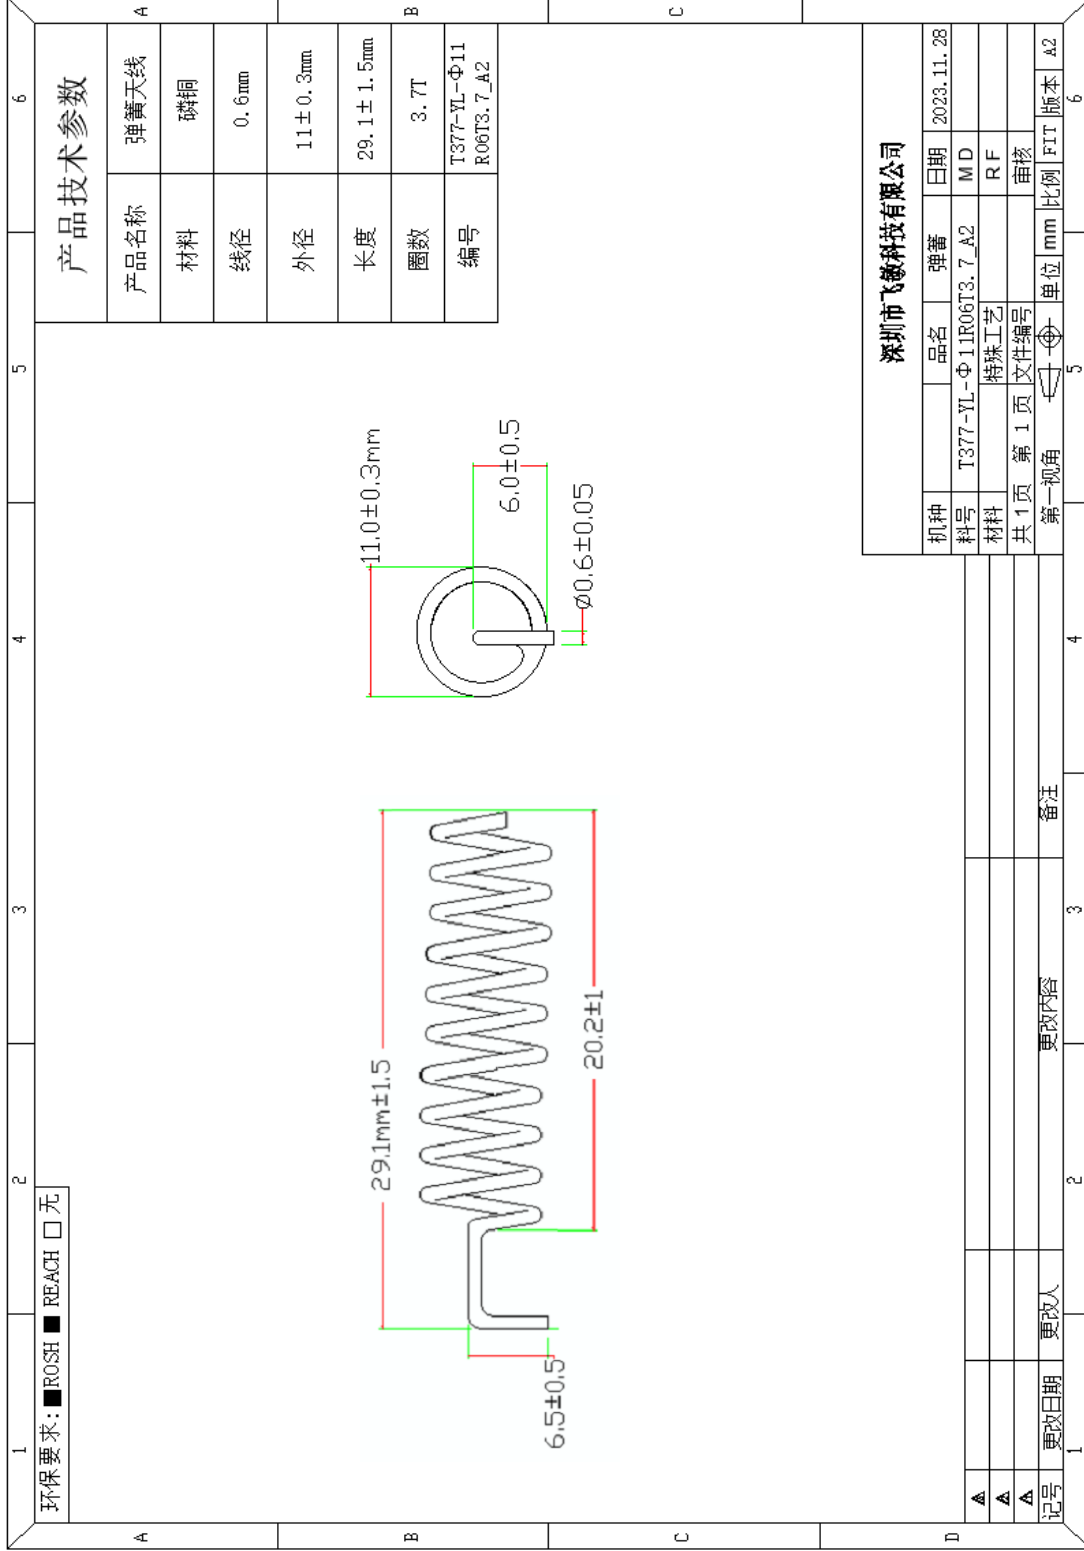 1 2 3 4 5 6
环保要求: ■ROSH ■ REACH □ 无
产品技术参数
产品名称 弹簧天线
材料 磷铜
线径 0.6mm
外径 11±0.3mm
长度 29.1±1.5mm
圈数 3.7T
编号 T377-YL-Φ11
R06T3.7_A2
A
B
C
D
A
B
C
29.1mm±1.5
20.2±1
6.5±0.5
11.0±0.3mm
6.0±0.5
Ø0.6±0.05
深圳市飞敏科技有限公司
机种 品名 弹簧 日期 2023.11.28
料号 T377-YL-Φ11R06T3.7_A2 MD
材料 特殊工艺 RF
共1页 第1页 文件编号 审核
第一视角 单位 mm 比例 FIT 版本 A2
记号 更改日期 更改人 更改内容 备注
1 2 3 4 5 6